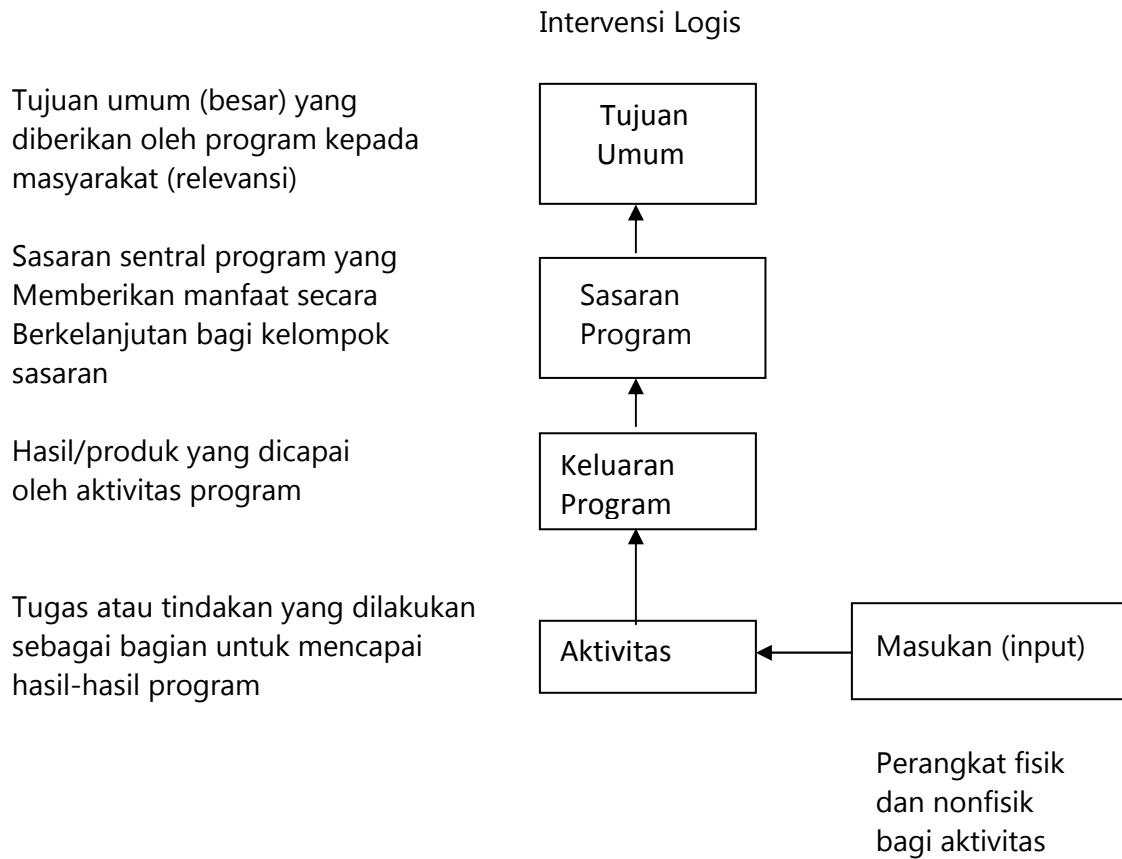 Intervensi Logis
Tujuan umum (besar) yang
diberikan oleh program kepada
masyarakat (relevansi)
Tujuan
Umum
Sasaran sentral program yang
Memberikan manfaat secara
Berkelanjutan bagi kelompok
sasaran
Sasaran
Program
Hasil/produk yang dicapai
oleh aktivitas program
Keluaran
Program
Tugas atau tindakan yang dilakukan
sebagai bagian untuk mencapai
hasil-hasil program
Aktivitas
Masukan (input)
Perangkat fisik
dan nonfisik
bagi aktivitas